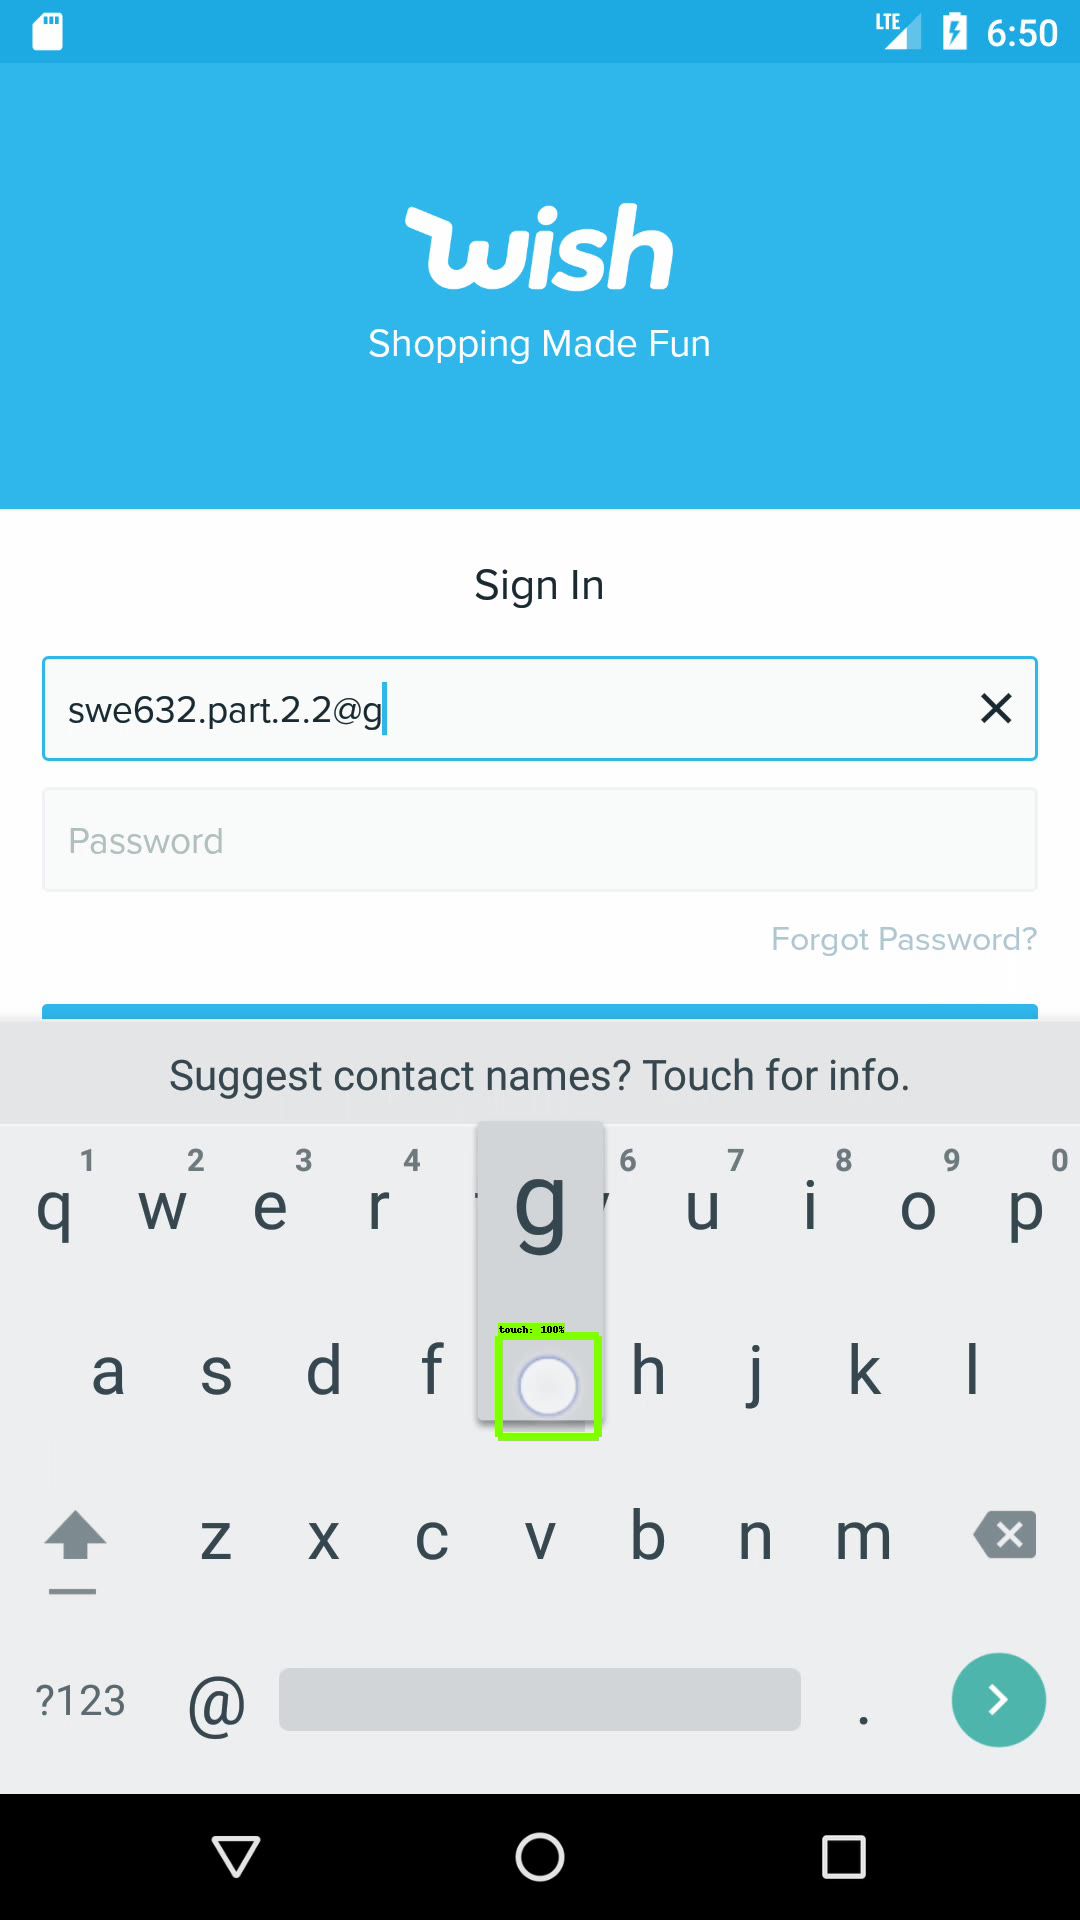 LTE 6:50
wish
Shopping Made Fun
Sign In
swe632.part.2.2@g
Password
Forgot Password?
Suggest contact names? Touch for info.
1 2 3 4 6 7 8 9 0
q w e r g u i o p
touch: 100%
a s d f h j k l
z x c v b n m
?123 @ .